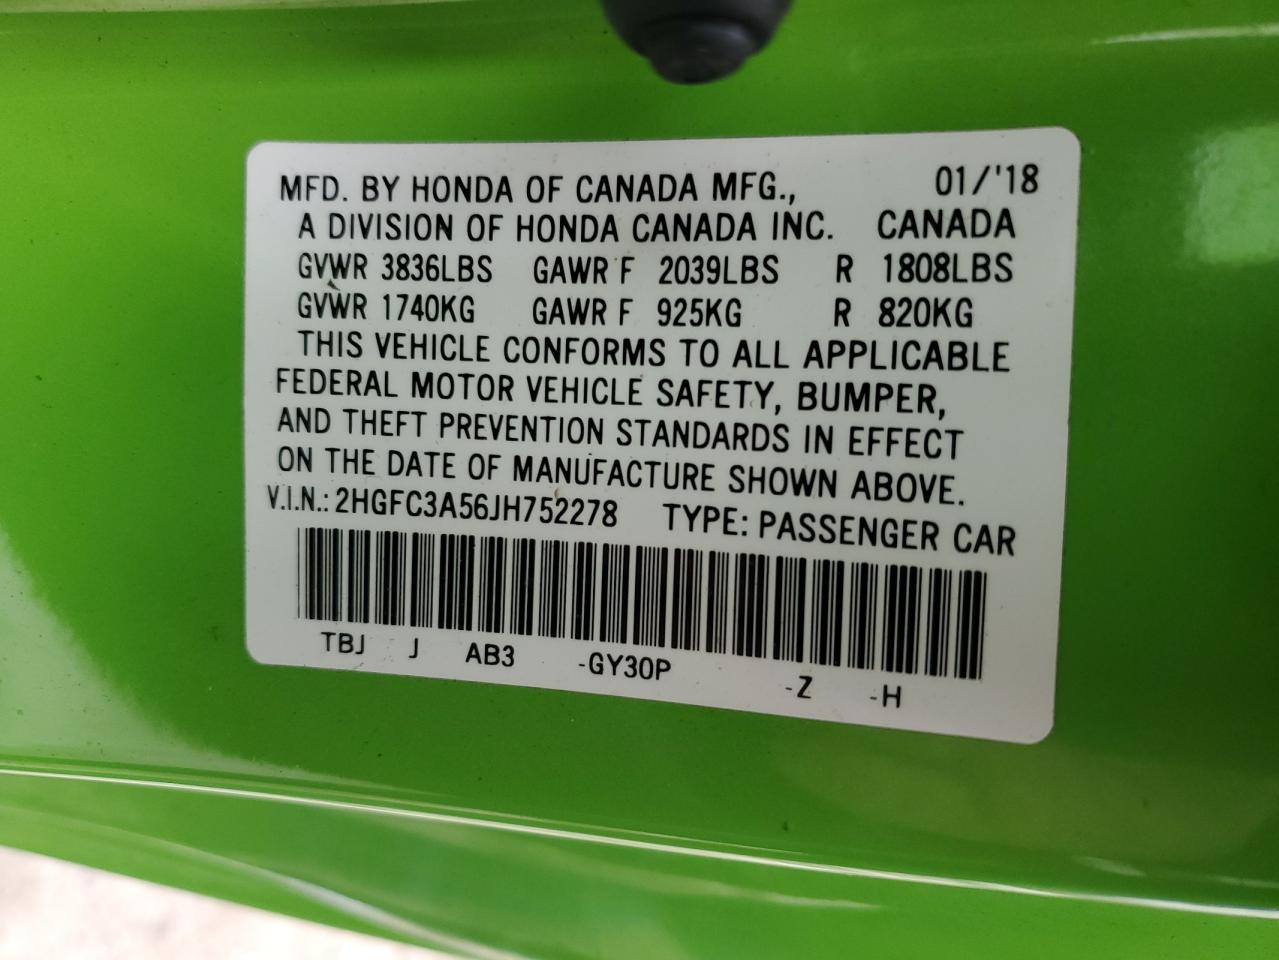 MFD. BY HONDA OF CANADA MFG., 01/'18
A DIVISION OF HONDA CANADA INC. CANADA
GVWR 3836LBS GAWR F 2039LBS R 1808LBS
GVWR 1740KG GAWR F 925KG R 820KG
THIS VEHICLE CONFORMS TO ALL APPLICABLE
FEDERAL MOTOR VEHICLE SAFETY, BUMPER,
AND THEFT PREVENTION STANDARDS IN EFFECT
ON THE DATE OF MANUFACTURE SHOWN ABOVE.
V.I.N.: 2HGFC3A56JH752278 TYPE: PASSENGER CAR
TBJ J AB3 -GY30P -Z -H